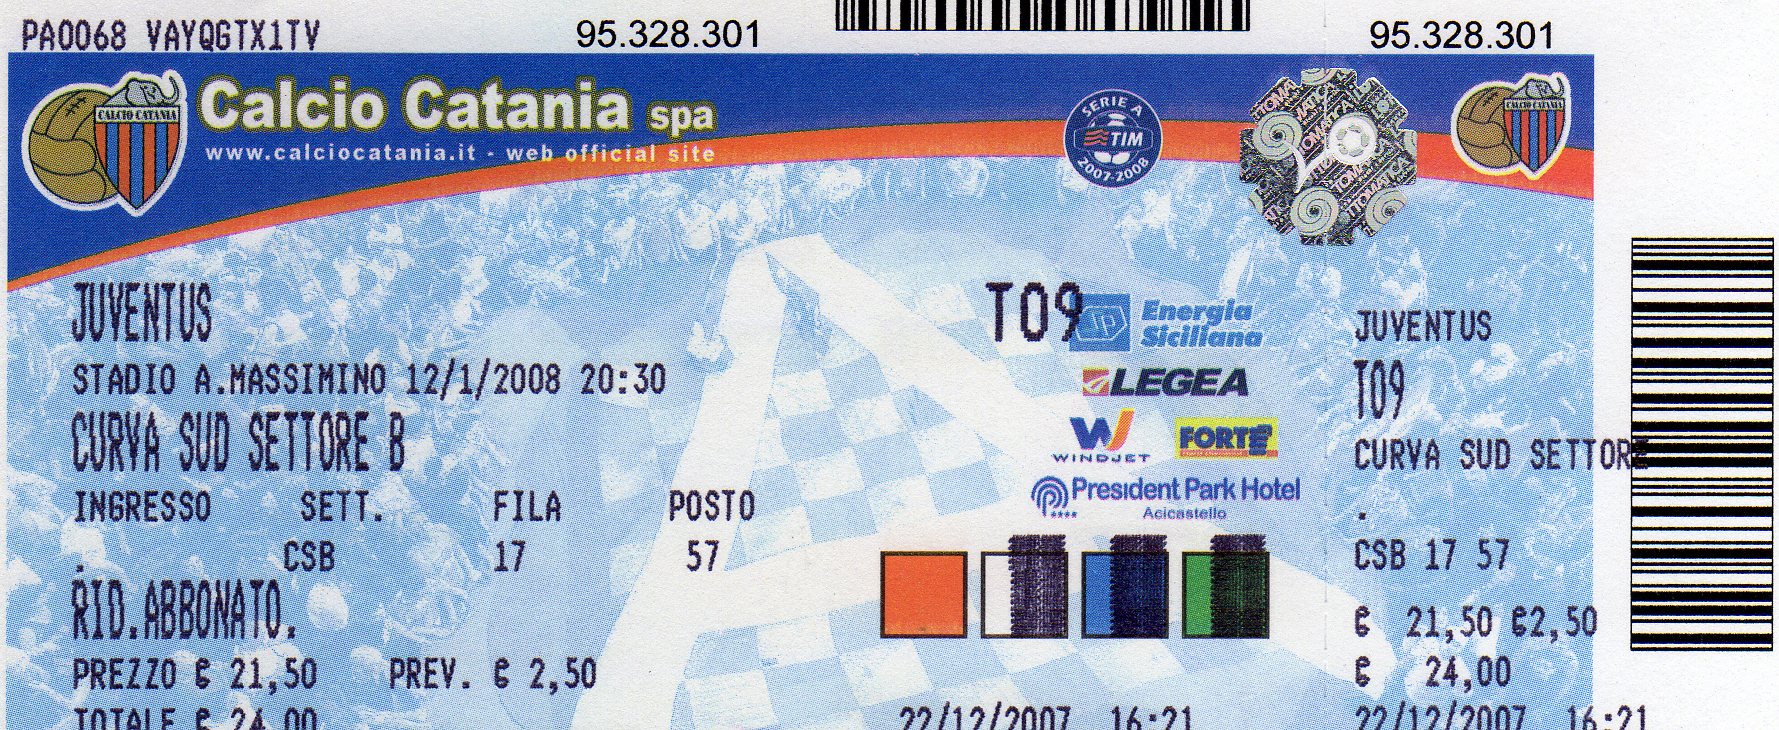 PA0068 VAYQGTX1TV
95.328.301
95.328.301
CALCIO CATANIA
Calcio Catania spa
www.calciocatania.it - web official site
SERIE A
TIM
2007-2008
CALCIO CATANIA
JUVENTUS
T09
Energia
Siciliana
STADIO A.MASSIMINO 12/1/2008 20:30
LEGEA
CURVA SUD SETTORE B
WINDJET
FORTÉ
INGRESSO SETT. FILA POSTO
President Park Hotel
Acicastello
. CSB 17 57
RID.ABBONATO.
PREZZO € 21,50 PREV. € 2,50
TOTALE € 24,00
22/12/2007 16:21
JUVENTUS
T09
CURVA SUD SETTORE
.
CSB 17 57
€ 21,50 €2,50
€ 24,00
22/12/2007 16:21